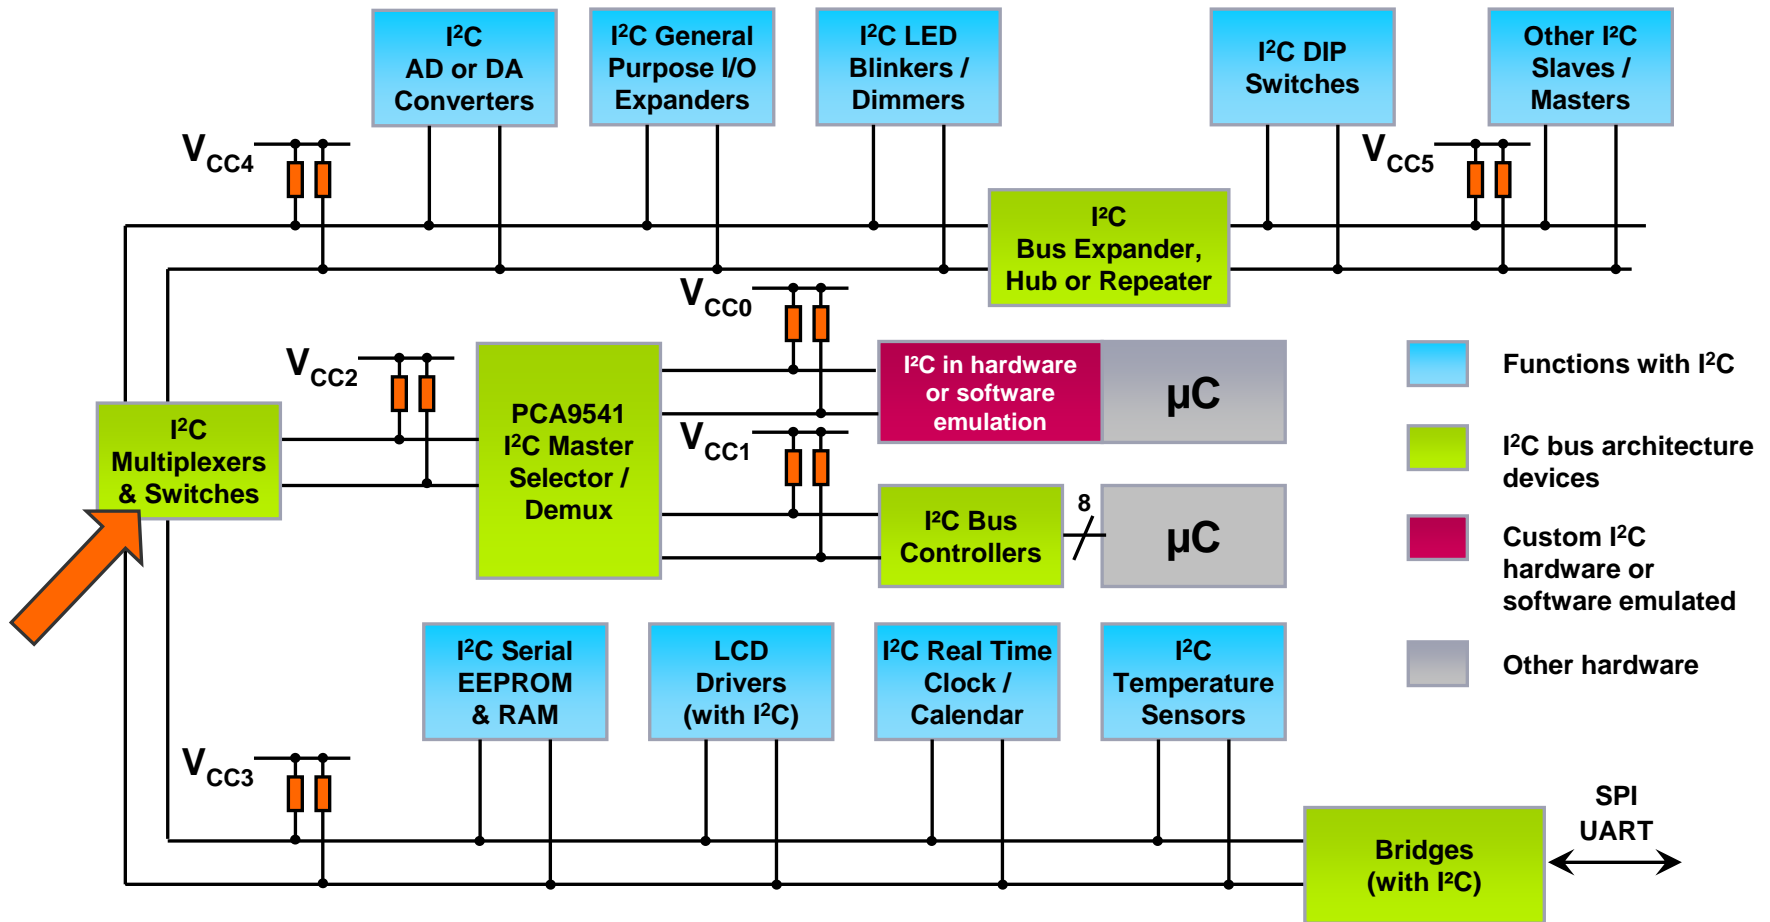 I²C
AD or DA
Converters
I²C General
Purpose I/O
Expanders
I²C LED
Blinkers /
Dimmers
I²C DIP
Switches
Other I²C
Slaves /
Masters
VCC4
VCC5
I²C
Bus Expander,
Hub or Repeater
VCC0
VCC2
I²C
Multiplexers
& Switches
PCA9541
I²C Master
Selector /
Demux
I²C in hardware
or software
emulation
µC
VCC1
I²C Bus
Controllers
8
µC
Functions with I²C
I²C bus architecture
devices
Custom I²C
hardware or
software emulated
Other hardware
I²C Serial
EEPROM
& RAM
LCD
Drivers
(with I²C)
I²C Real Time
Clock /
Calendar
I²C
Temperature
Sensors
VCC3
Bridges
(with I²C)
SPI
UART